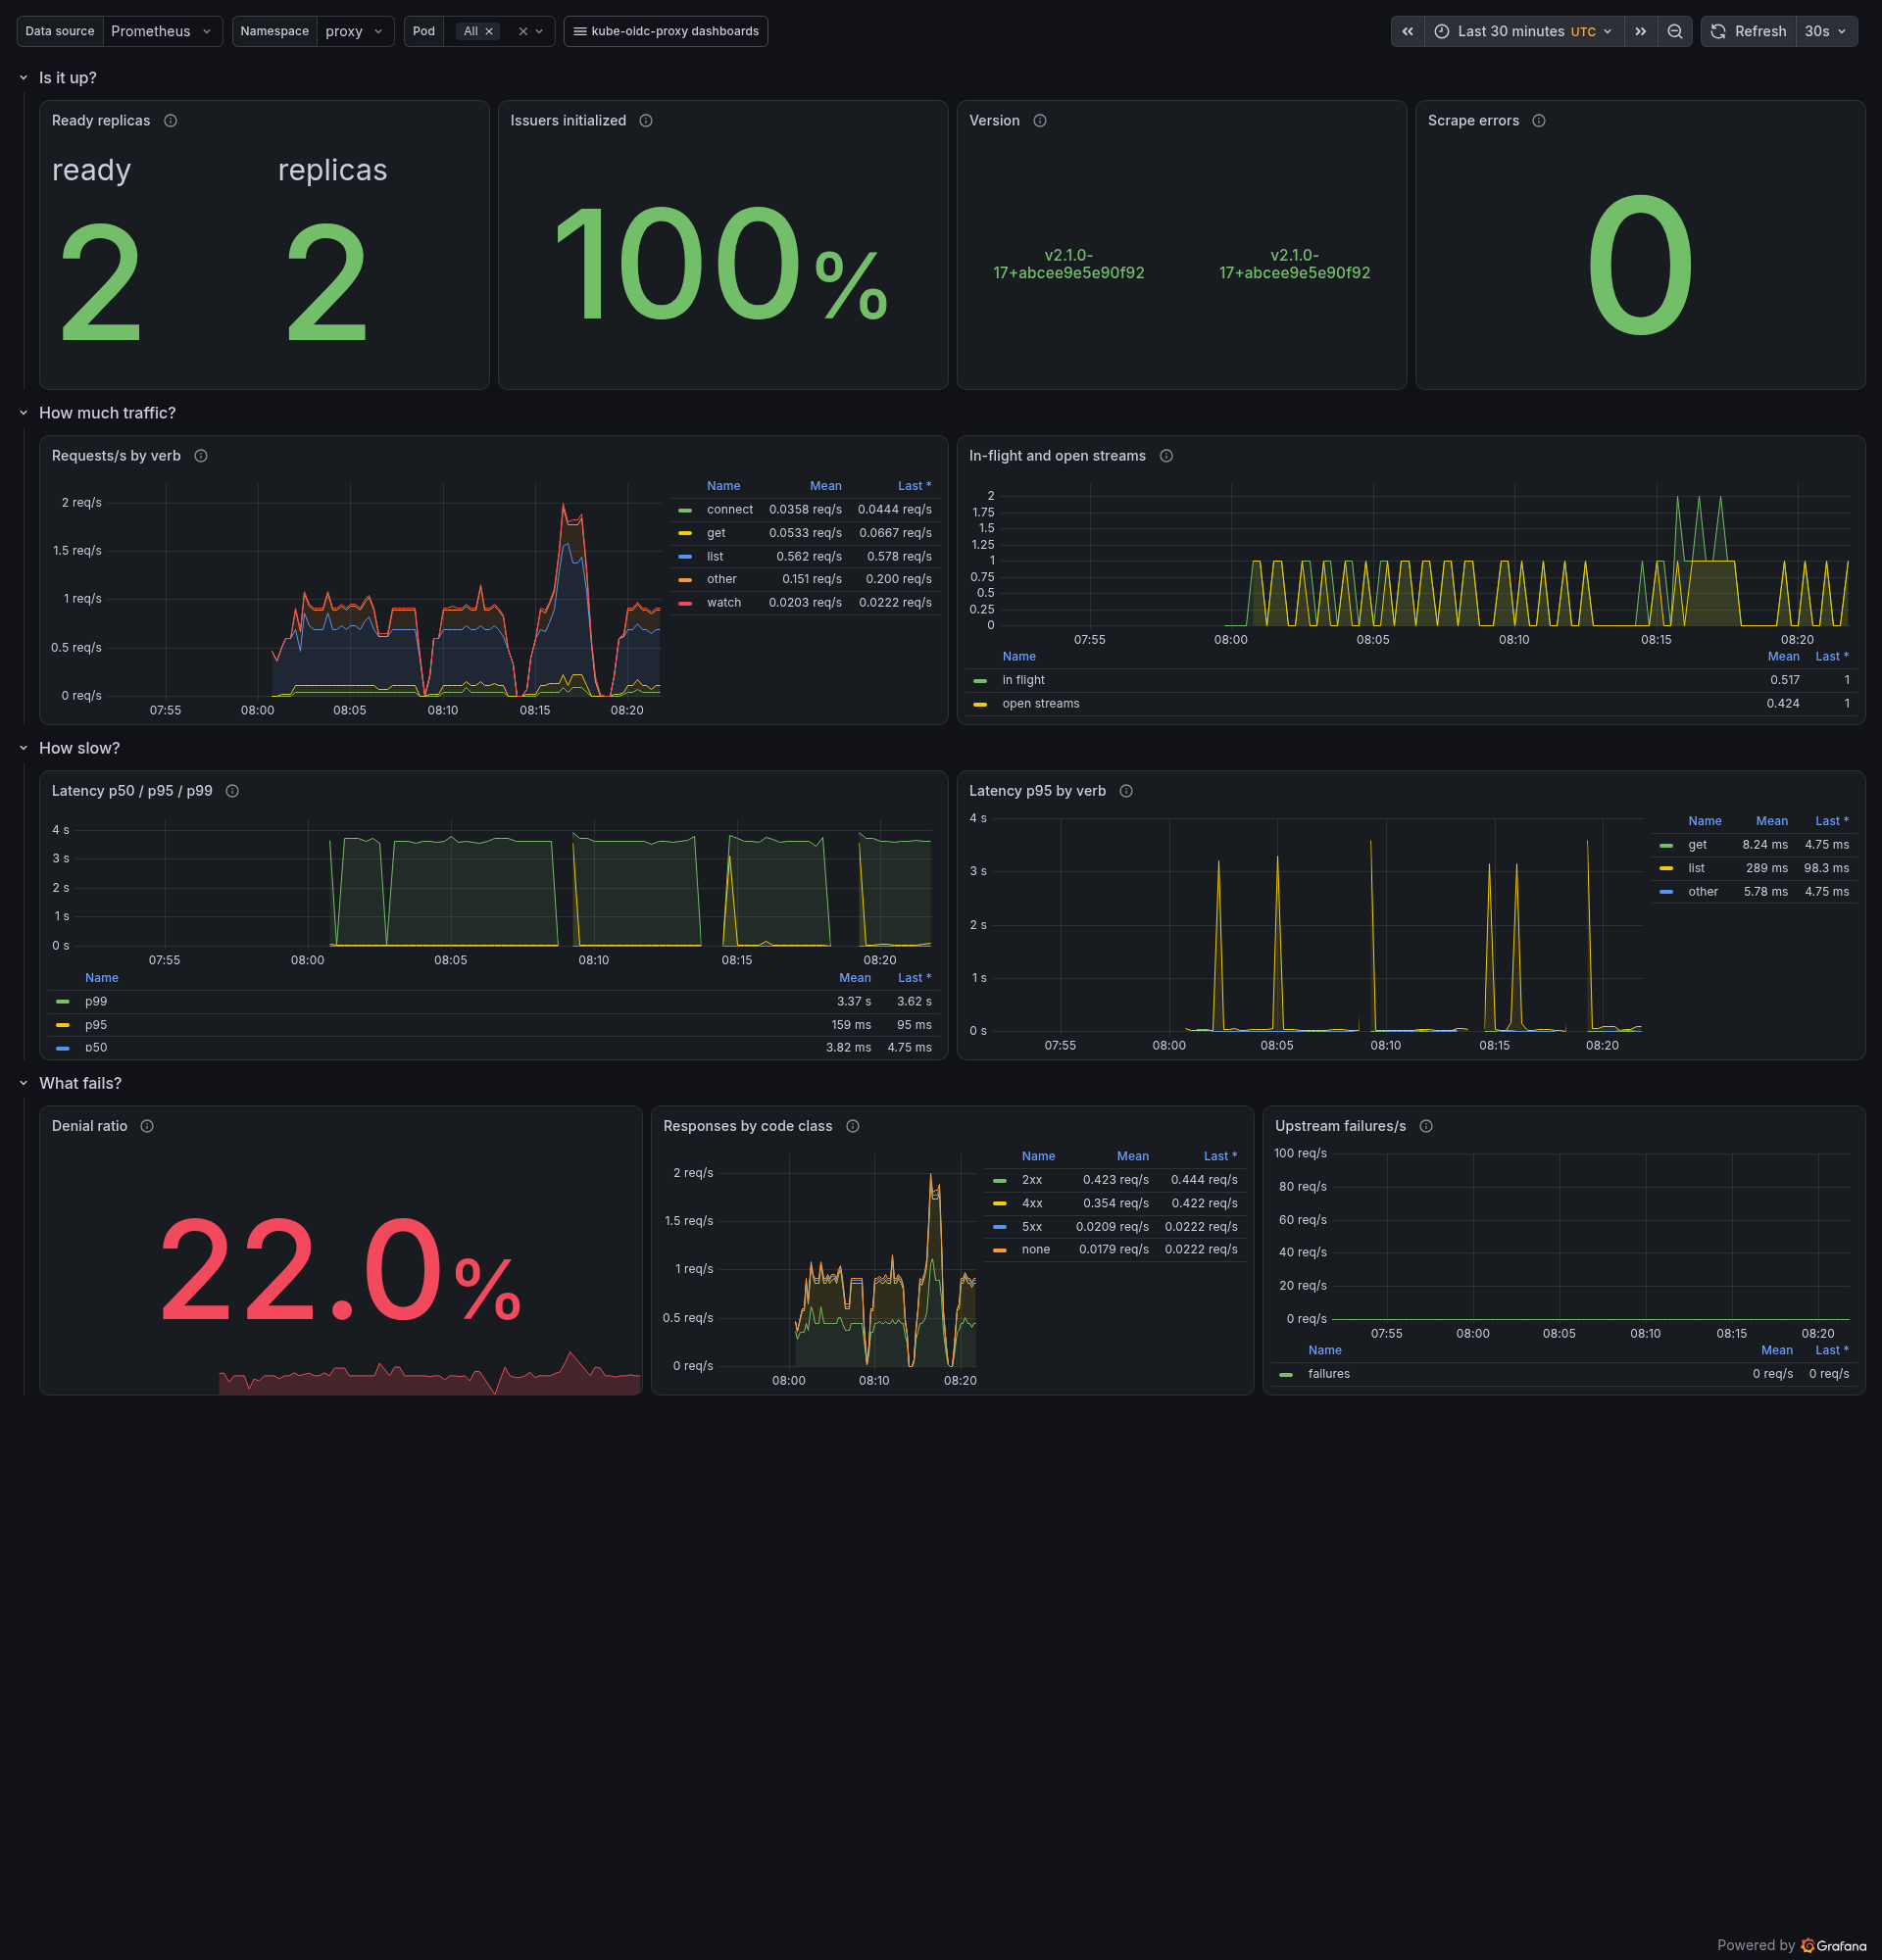 Data source Prometheus Namespace proxy Pod All kube-oidc-proxy dashboards Last 30 minutes UTC Refresh 30s
Is it up?
Ready replicas
ready replicas
2 2
Issuers initialized
100%
Version
v2.1.0-
17+abcee9e5e90f92
v2.1.0-
17+abcee9e5e90f92
Scrape errors
0
How much traffic?
Requests/s by verb
2 req/s
1.5 req/s
1 req/s
0.5 req/s
0 req/s
07:55 08:00 08:05 08:10 08:15 08:20
Name Mean Last *
connect 0.0358 req/s 0.0444 req/s
get 0.0533 req/s 0.0667 req/s
list 0.562 req/s 0.578 req/s
other 0.151 req/s 0.200 req/s
watch 0.0203 req/s 0.0222 req/s
In-flight and open streams
2
1.75
1.5
1.25
1
0.75
0.5
0.25
0
07:55 08:00 08:05 08:10 08:15 08:20
Name Mean Last *
in flight 0.517 1
open streams 0.424 1
How slow?
Latency p50 / p95 / p99
4 s
3 s
2 s
1 s
0 s
07:55 08:00 08:05 08:10 08:15 08:20
Name Mean Last *
p99 3.37 s 3.62 s
p95 159 ms 95 ms
p50 3.82 ms 4.75 ms
Latency p95 by verb
4 s
3 s
2 s
1 s
0 s
07:55 08:00 08:05 08:10 08:15 08:20
Name Mean Last *
get 8.24 ms 4.75 ms
list 289 ms 98.3 ms
other 5.78 ms 4.75 ms
What fails?
Denial ratio
22.0%
Responses by code class
2 req/s
1.5 req/s
1 req/s
0.5 req/s
0 req/s
08:00 08:10 08:20
Name Mean Last *
2xx 0.423 req/s 0.444 req/s
4xx 0.354 req/s 0.422 req/s
5xx 0.0209 req/s 0.0222 req/s
none 0.0179 req/s 0.0222 req/s
Upstream failures/s
100 req/s
80 req/s
60 req/s
40 req/s
20 req/s
0 req/s
07:55 08:00 08:05 08:10 08:15 08:20
Name Mean Last *
failures 0 req/s 0 req/s
Powered by Grafana